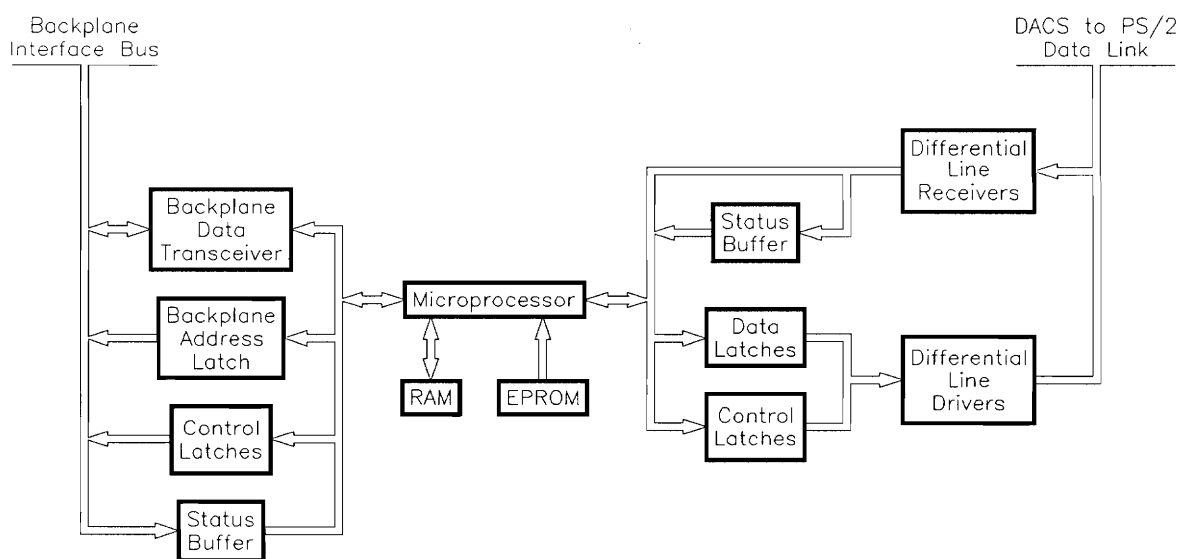 Backplane
Interface Bus
DACS to PS/2
Data Link
Differential
Line
Receivers
Backplane
Data
Transceiver
Status
Buffer
Microprocessor
Backplane
Address
Latch
Data
Latches
Differential
Line
Drivers
RAM
EPROM
Control
Latches
Control
Latches
Status
Buffer